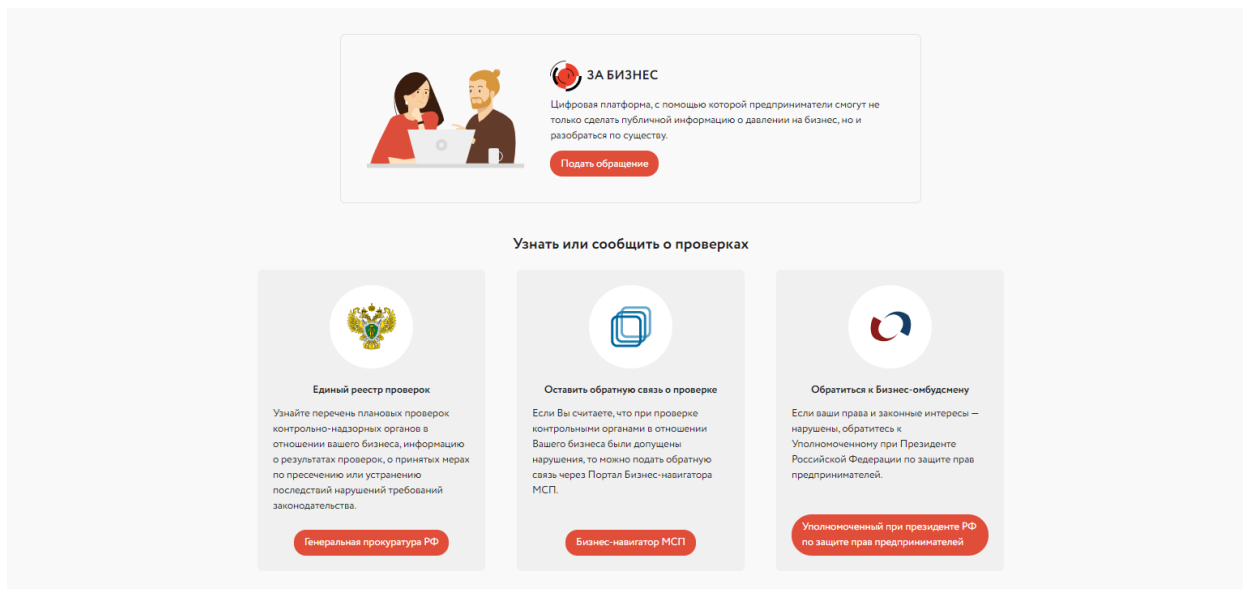 ЗА БИЗНЕС
Цифровая платформа, с помощью которой предприниматели смогут не
только сделать публичной информацию о давлении на бизнес, но и
разобраться по существу.
Подать обращение
Узнать или сообщить о проверках
Единый реестр проверок
Узнайте перечень плановых проверок
контрольно-надзорных органов в
отношении вашего бизнеса, информацию
о результатах проверок, о принятых мерах
по пресечению или устранению
последствий нарушений требований
законодательства.
Генеральная прокуратура РФ
Оставить обратную связь о проверке
Если Вы считаете, что при проверке
контрольными органами в отношении
Вашего бизнеса были допущены
нарушения, то можно подать обратную
связь через Портал Бизнес-навигатора
МСП.
Бизнес-навигатор МСП
Обратиться к Бизнес-омбудсмену
Если ваши права и законные интересы —
нарушены, обратитесь к
Уполномоченному при Президенте
Российской Федерации по защите прав
предпринимателей.
Уполномоченный при президенте РФ
по защите прав предпринимателей